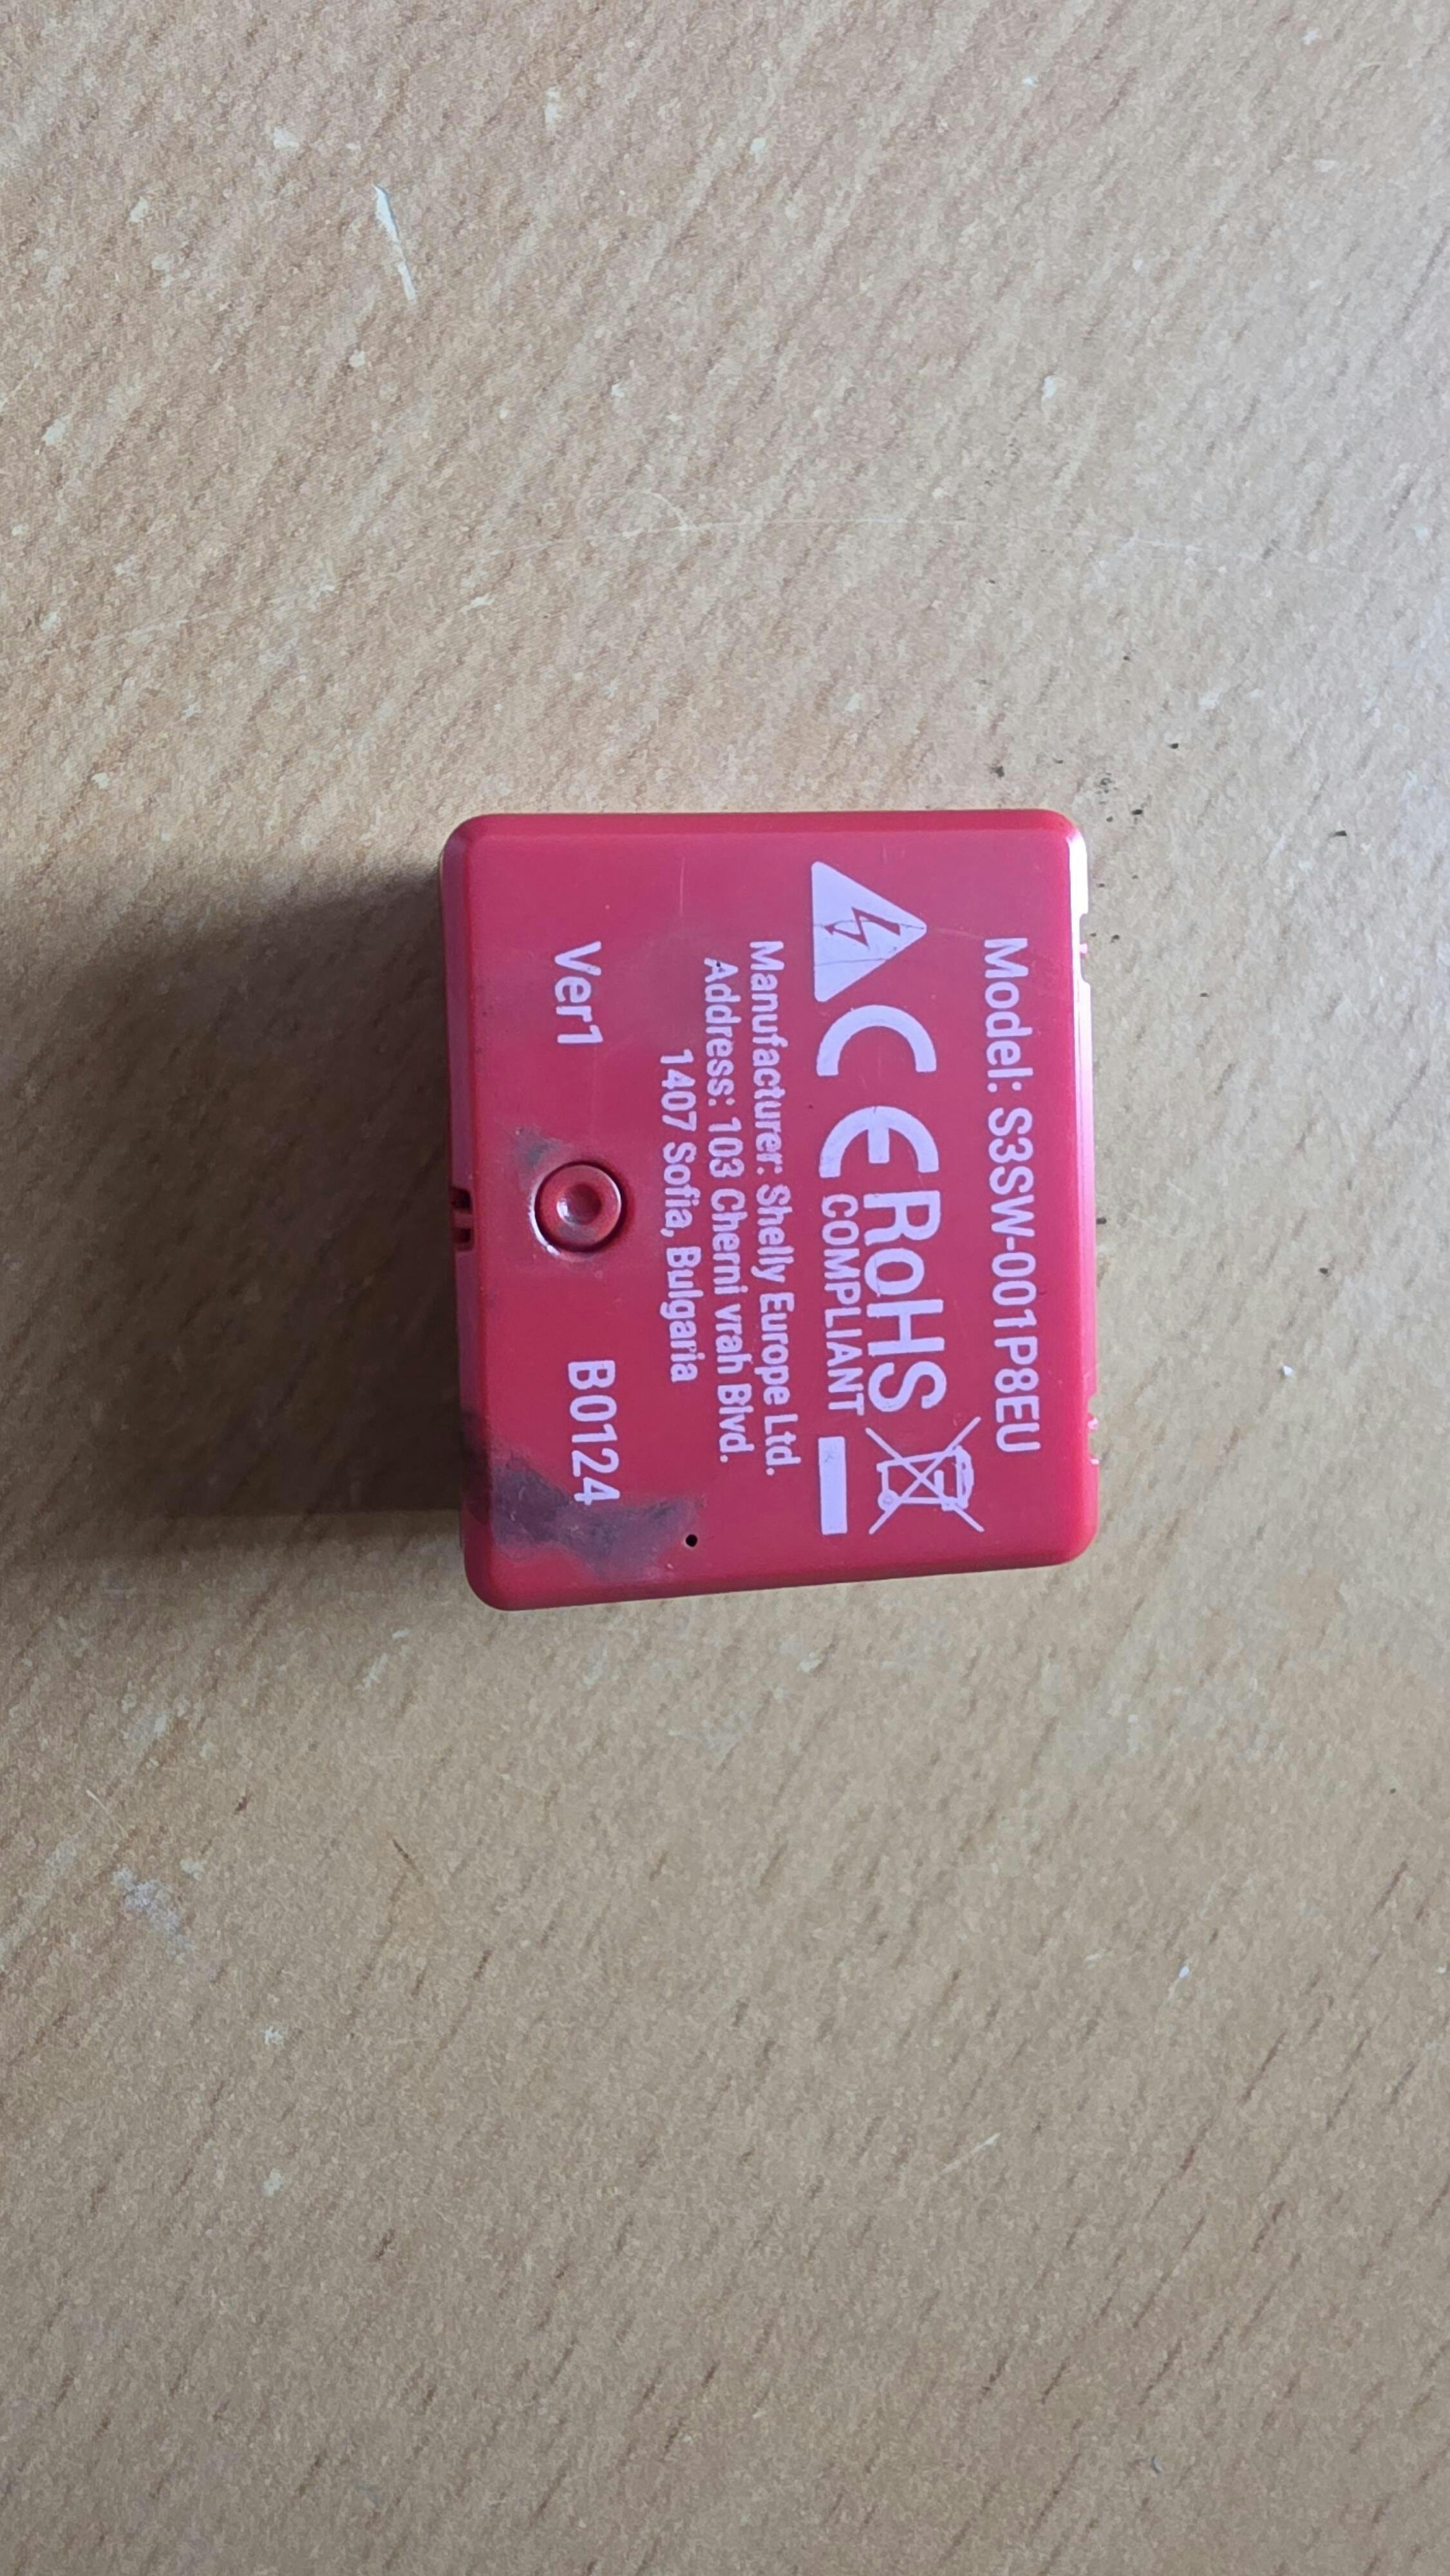 Model: S3SW-001P8EU
CE RoHS
COMPLIANT
Manufacturer: Shelly Europe Ltd.
Address: 103 Cherni vrah Blvd.
1407 Sofia, Bulgaria
Ver1 B0124